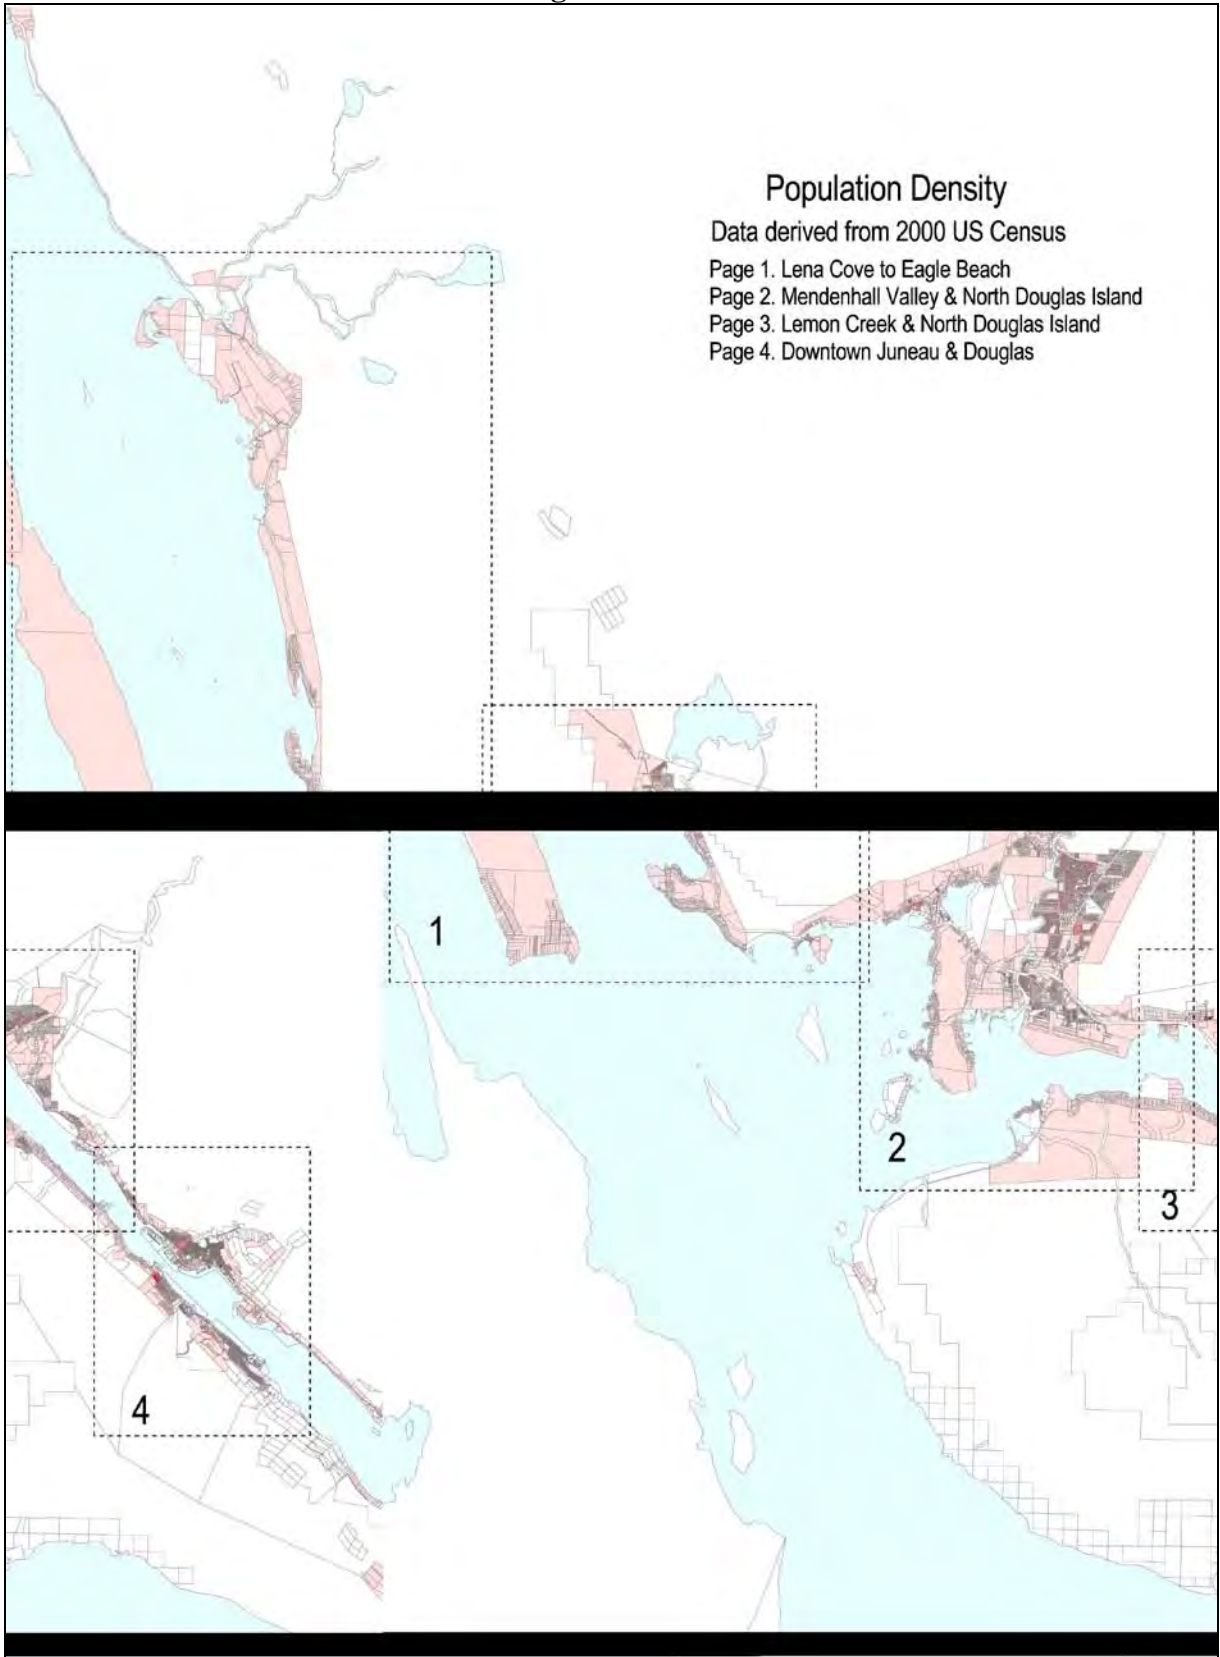 Population Density
Data derived from 2000 US Census
Page 1. Lena Cove to Eagle Beach
Page 2. Mendenhall Valley & North Douglas Island
Page 3. Lemon Creek & North Douglas Island
Page 4. Downtown Juneau & Douglas
1
2
3
4